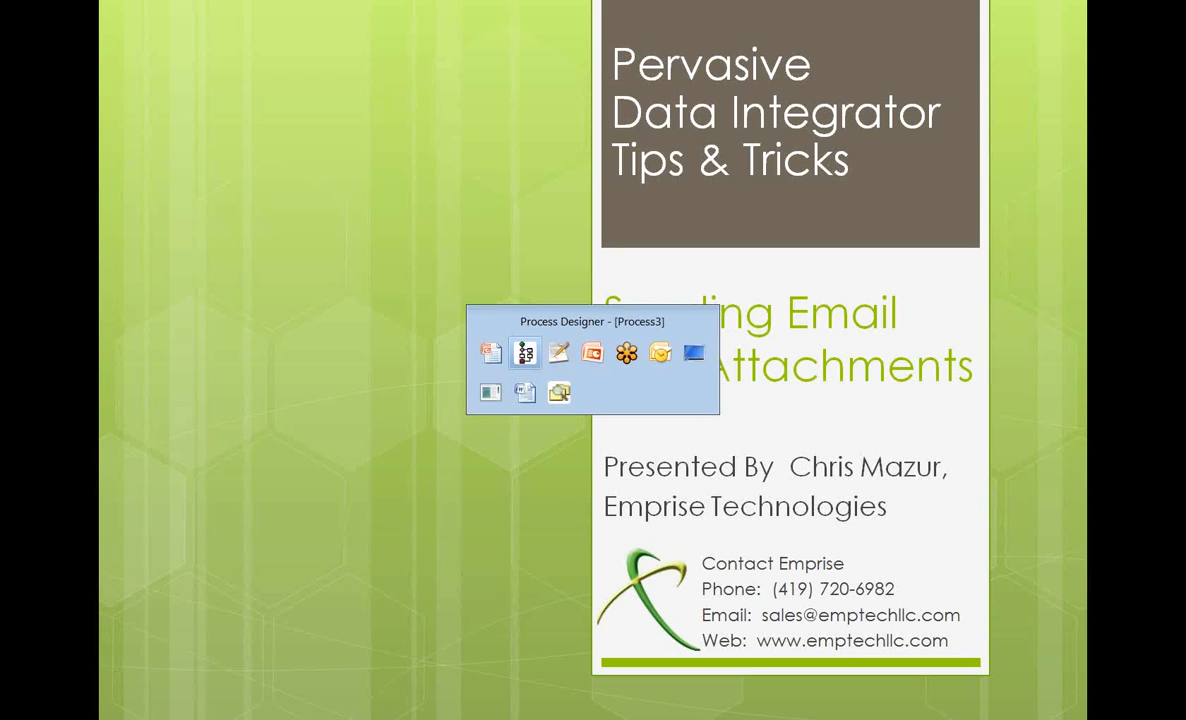 Pervasive
Data Integrator
Tips & Tricks
ing Email
Attachments
Process Designer - [Process3]
Presented By Chris Mazur,
Emprise Technologies
Contact Emprise
Phone: (419) 720-6982
Email: sales@emptechllc.com
Web: www.emptechllc.com